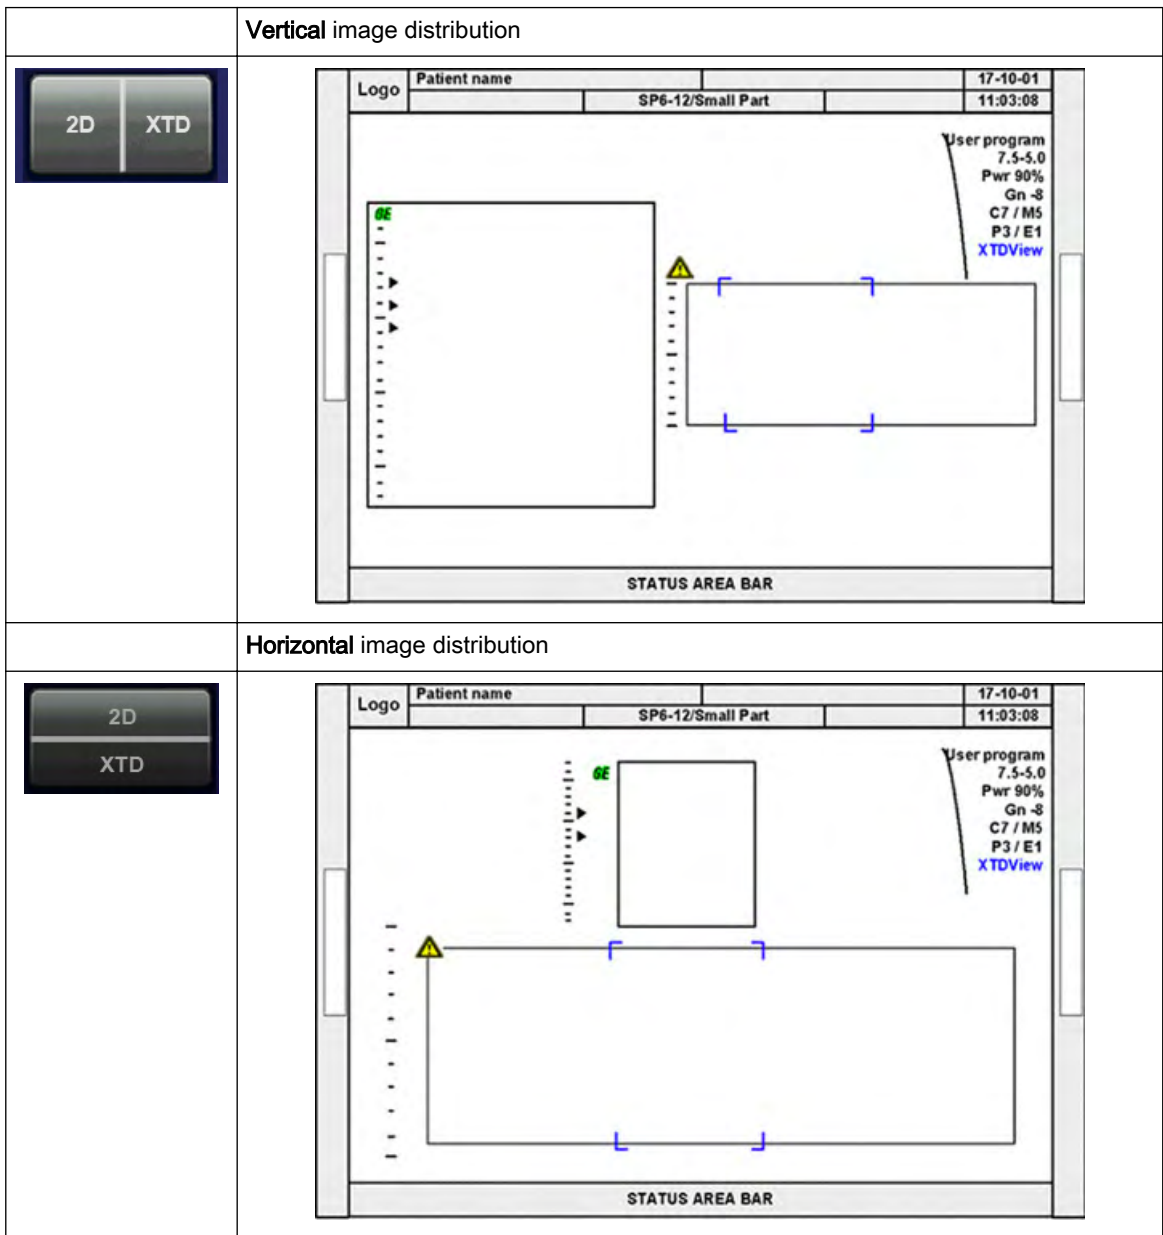 Vertical image distribution
2D XTD
Logo Patient name 17-10-01
SP6-12/Small Part 11:03:08
User program
7.5-5.0
Pwr 90%
Gn -8
C7 / M5
P3 / E1
XTDView
GE
STATUS AREA BAR
Horizontal image distribution
2D
XTD
Logo Patient name 17-10-01
SP6-12/Small Part 11:03:08
User program
7.5-5.0
Pwr 90%
Gn -8
C7 / M5
P3 / E1
XTDView
GE
STATUS AREA BAR